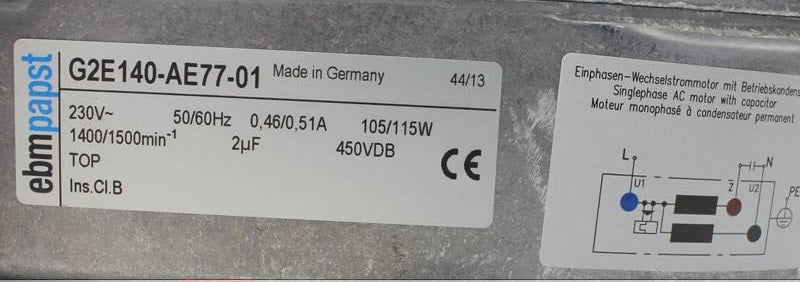 ebmpapst
G2E140-AE77-01 Made in Germany 44/13
230V~ 50/60Hz 0,46/0,51A 105/115W
1400/1500min-1 2µF 450VDB
TOP
Ins.Cl.B
CE
Einphasen-Wechselstrommotor mit Betriebskondens
Singlephase AC motor with capacitor
Moteur monophasé à condensateur permanent
L N
U1 Z U2 PE